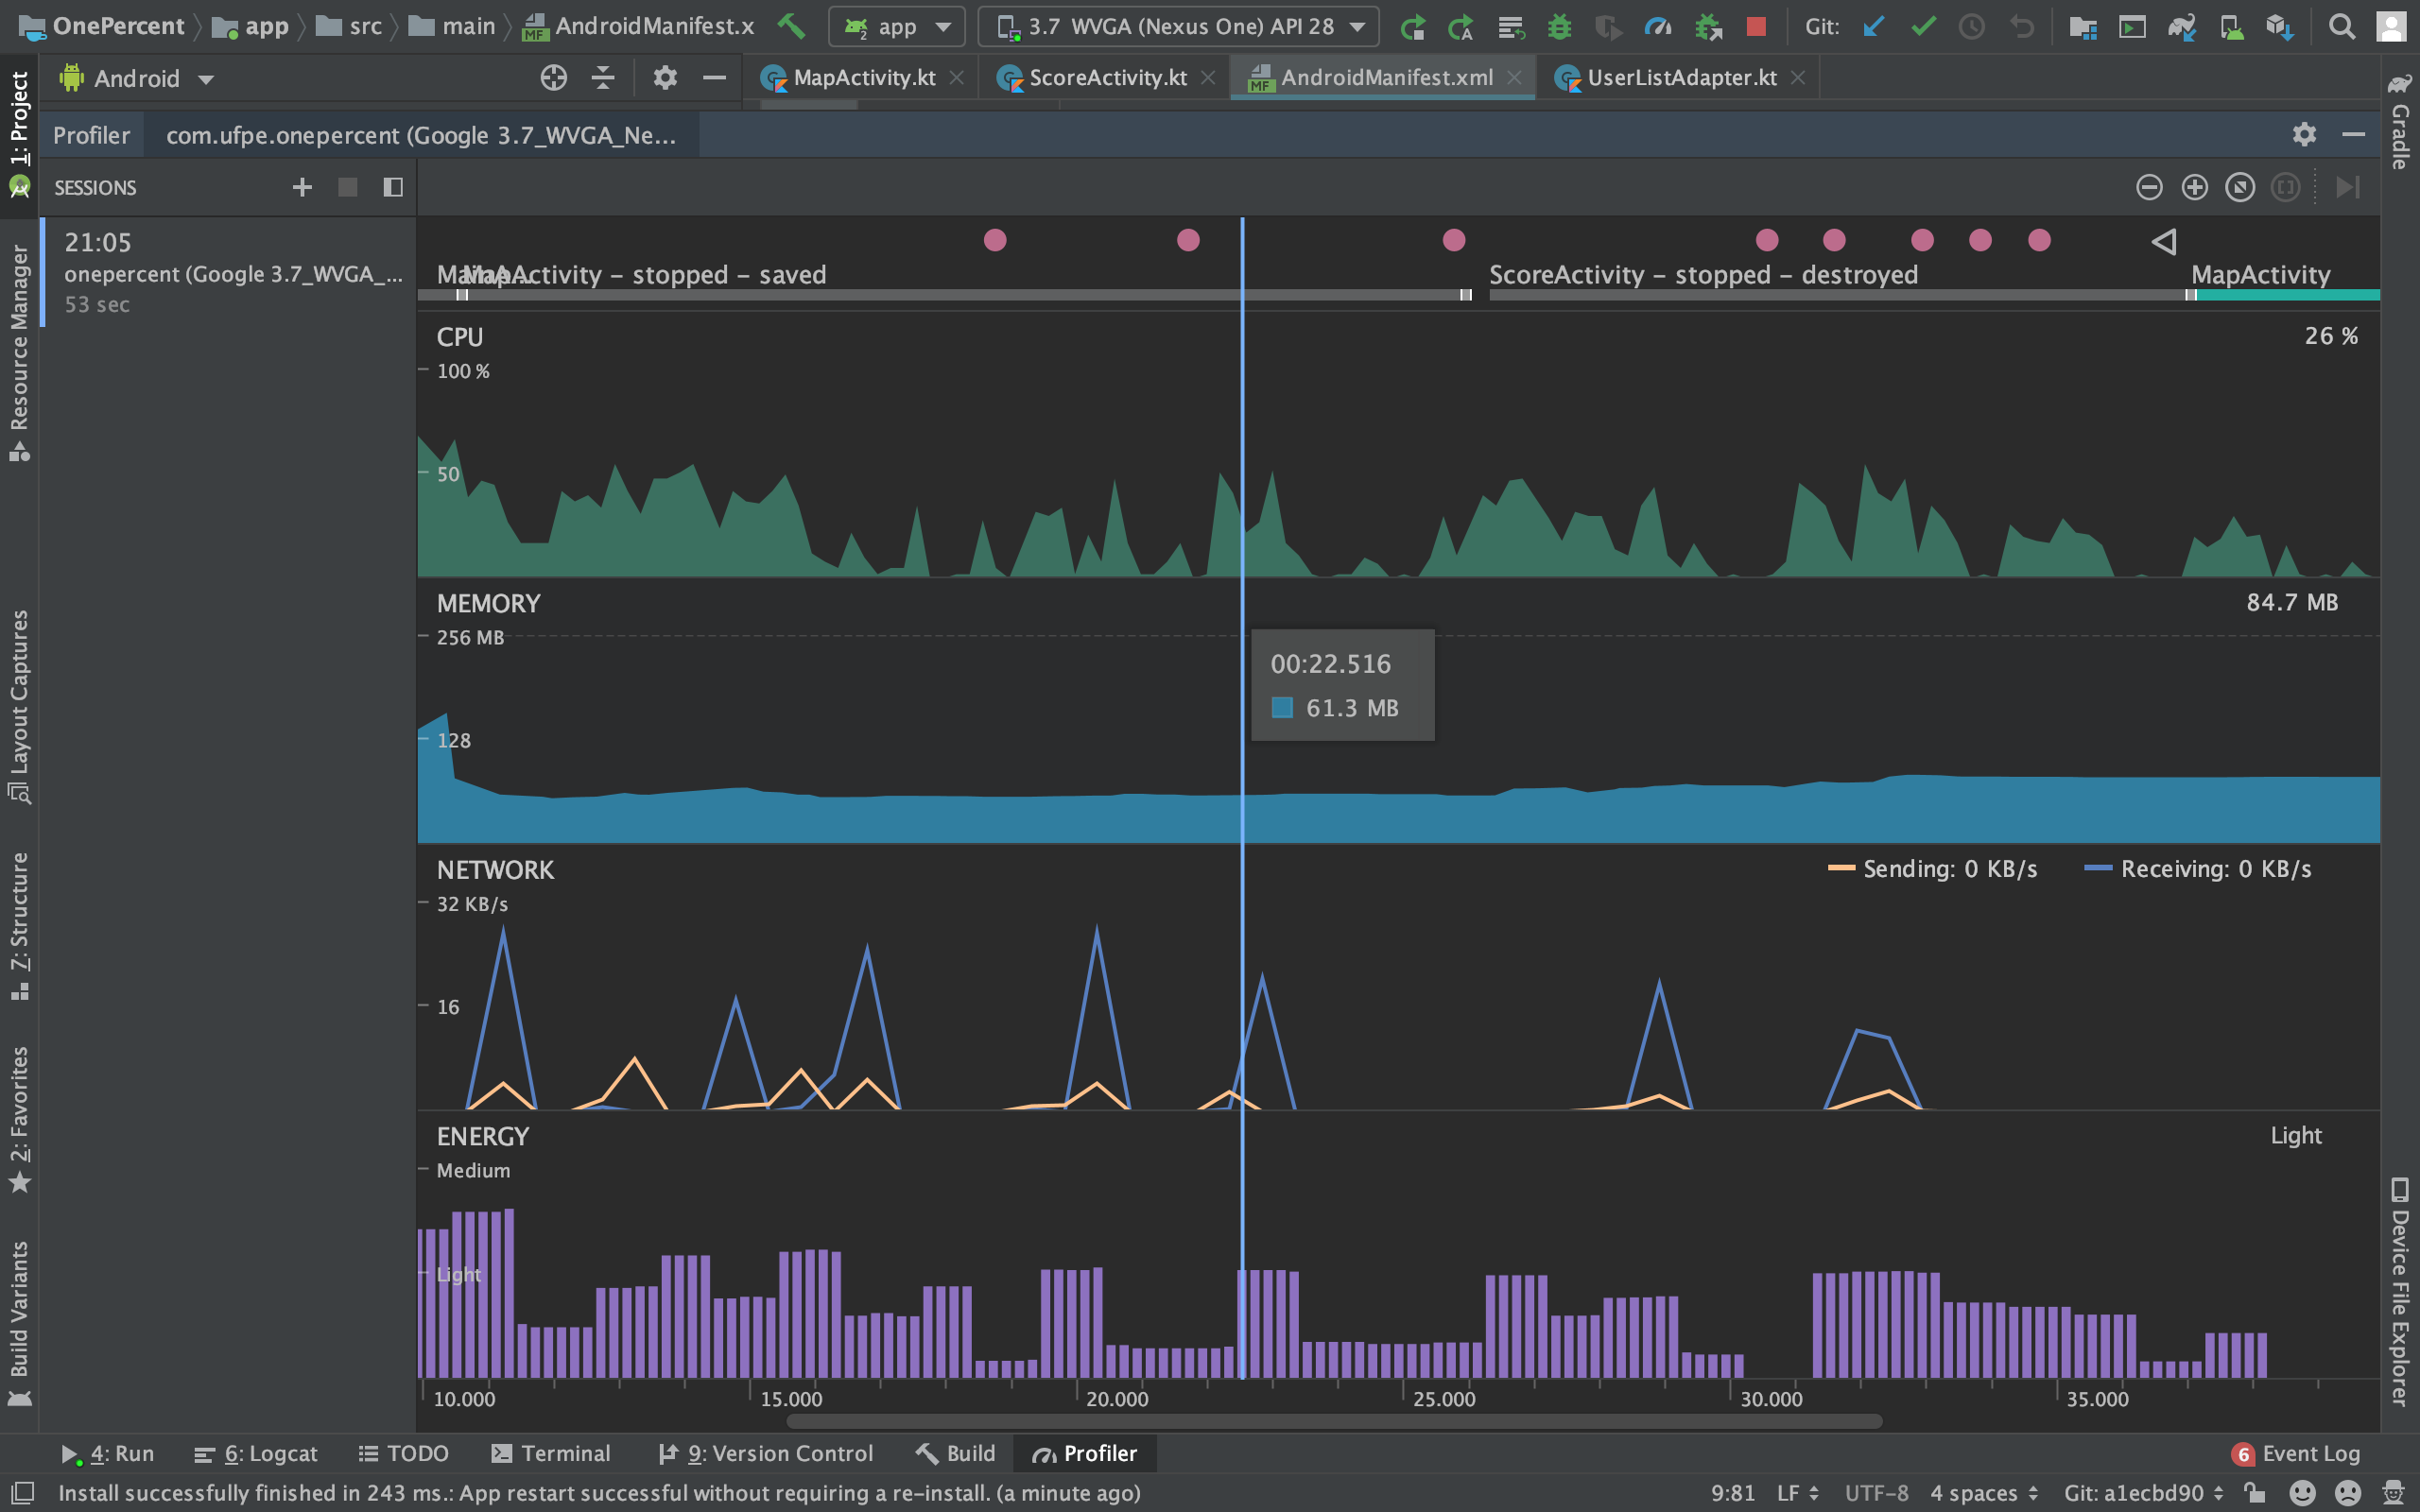 OnePercent app src main AndroidManifest.x app 3.7 WVGA (Nexus One) API 28 Git:
Android MapActivity.kt ScoreActivity.kt AndroidManifest.xml UserListAdapter.kt
Profiler com.ufpe.onepercent (Google 3.7_WVGA_Ne...
SESSIONS
21:05
onepercent (Google 3.7_WVGA_...
53 sec
MapActivity – stopped – saved ScoreActivity – stopped – destroyed MapActivity
CPU 26 %
100 %
50
MEMORY 84.7 MB
256 MB
128
00:22.516
61.3 MB
NETWORK Sending: 0 KB/s Receiving: 0 KB/s
32 KB/s
16
ENERGY Light
Medium
Light
10.000 15.000 20.000 25.000 30.000 35.000
1: Project
Resource Manager
Layout Captures
7: Structure
2: Favorites
Build Variants
Gradle
Device File Explorer
4: Run 6: Logcat TODO Terminal 9: Version Control Build Profiler 6 Event Log
Install successfully finished in 243 ms.: App restart successful without requiring a re-install. (a minute ago) 9:81 LF UTF-8 4 spaces Git: a1ecbd90